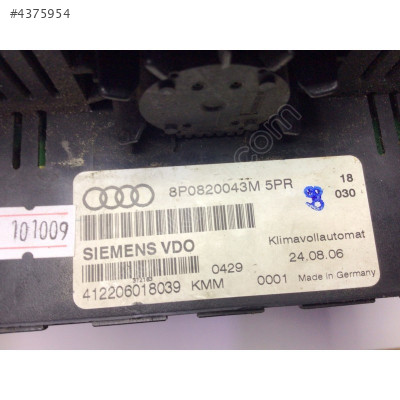 #4375954
8P0820043M 5PR
18
030
101009
SIEMENS VDO
Klimavollautomat
0429
24.08.06
412206018039 KMM
0001 Made in Germany